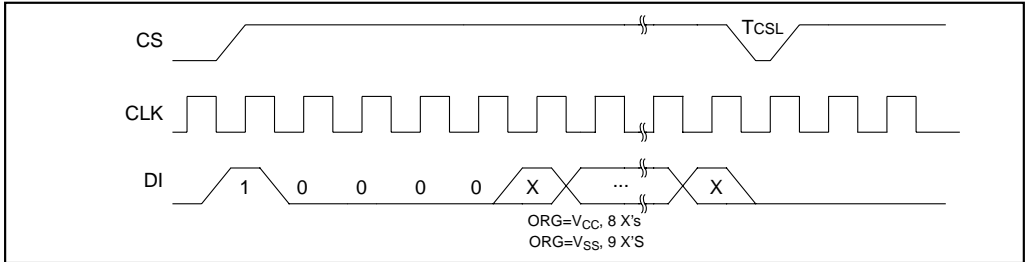 CS
TCSL
CLK
DI
1 0 0 0 0 X ... X
ORG=VCC, 8 X's
ORG=VSS, 9 X'S